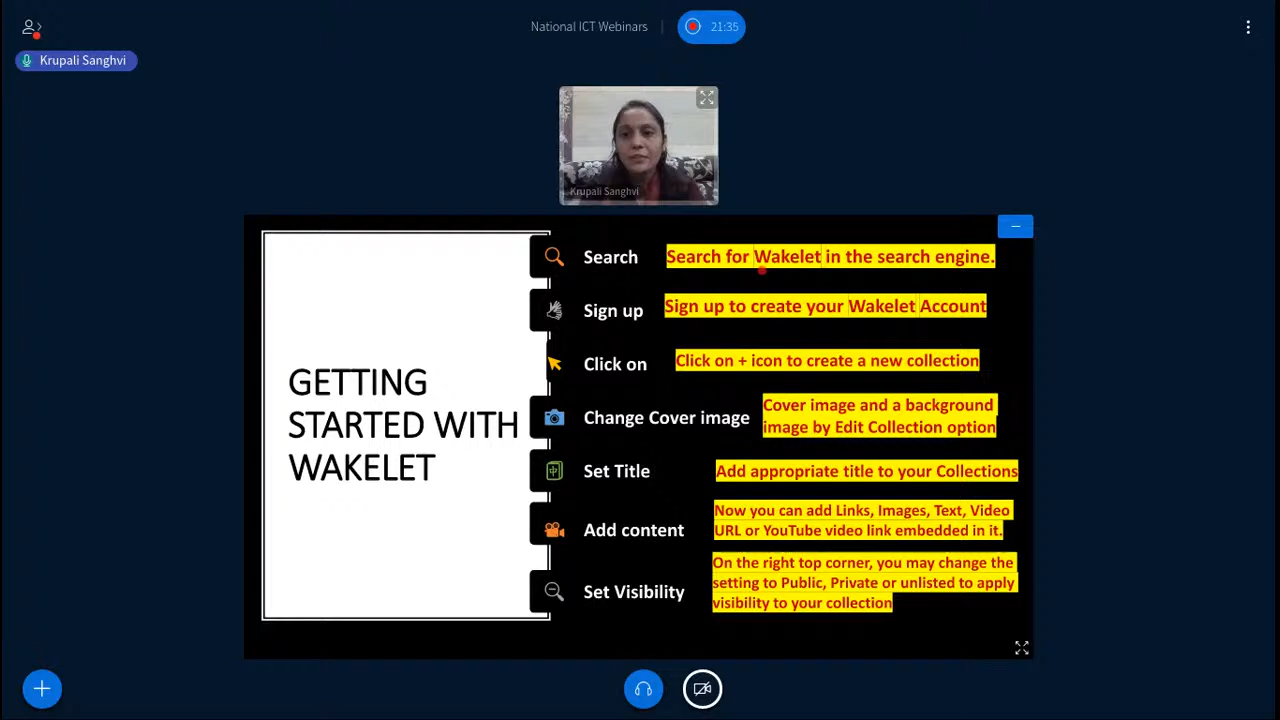 National ICT Webinars
21:35
Krupali Sanghvi
Krupali Sanghvi
GETTING
STARTED WITH
WAKELET
Search Search for Wakelet in the search engine.
Sign up Sign up to create your Wakelet Account
Click on Click on + icon to create a new collection
Change Cover image Cover image and a background
image by Edit Collection option
Set Title Add appropriate title to your Collections
Add content Now you can add Links, Images, Text, Video
URL or YouTube video link embedded in it.
Set Visibility On the right top corner, you may change the
setting to Public, Private or unlisted to apply
visibility to your collection
中